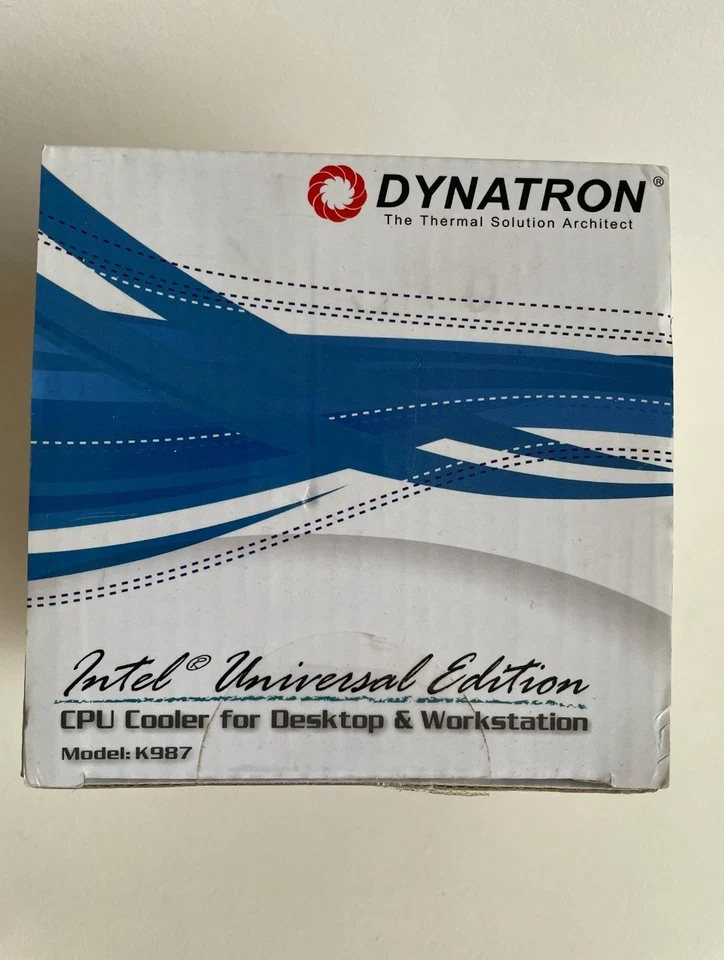 DYNATRON®
The Thermal Solution Architect
Intel® Universal Edition
CPU Cooler for Desktop & Workstation
Model: K987